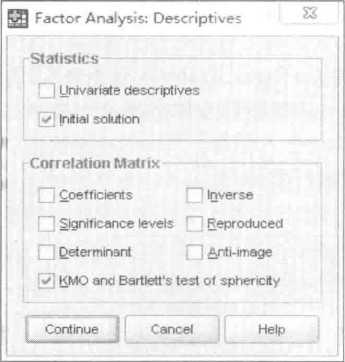 Factor Analysis: Descriptives
Statistics
Univariate descriptives
Initial solution
Correlation Matrix
Coefficients Inverse
Significance levels Reproduced
Determinant Anti-image
KMO and Bartlett's test of sphericity
Continue Cancel Help